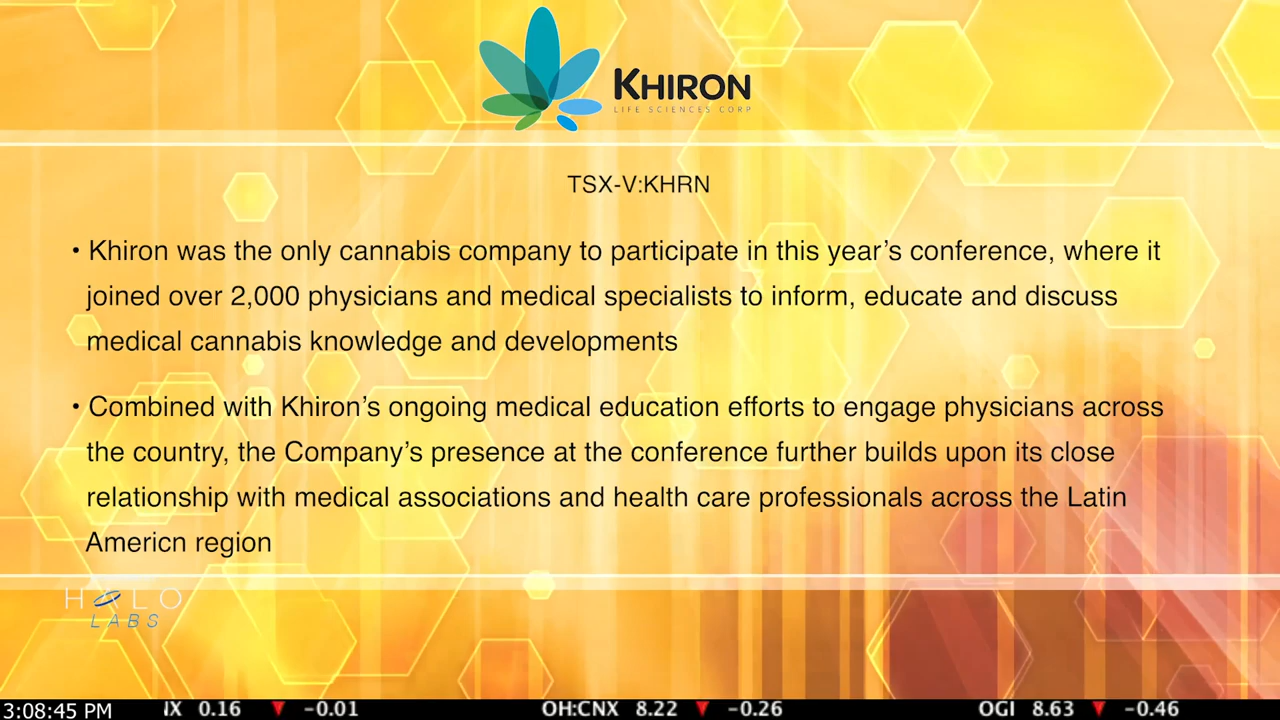 KHIRON
LIFE SCIENCES CORP
TSX-V:KHRN
• Khiron was the only cannabis company to participate in this year’s conference, where it
joined over 2,000 physicians and medical specialists to inform, educate and discuss
medical cannabis knowledge and developments
• Combined with Khiron’s ongoing medical education efforts to engage physicians across
the country, the Company’s presence at the conference further builds upon its close
relationship with medical associations and health care professionals across the Latin
Americn region
HALO
LABS
3:08:45 PM IX 0.16 ▼ -0.01 OH:CNX 8.22 ▼ -0.26 OGI 8.63 ▼ -0.46